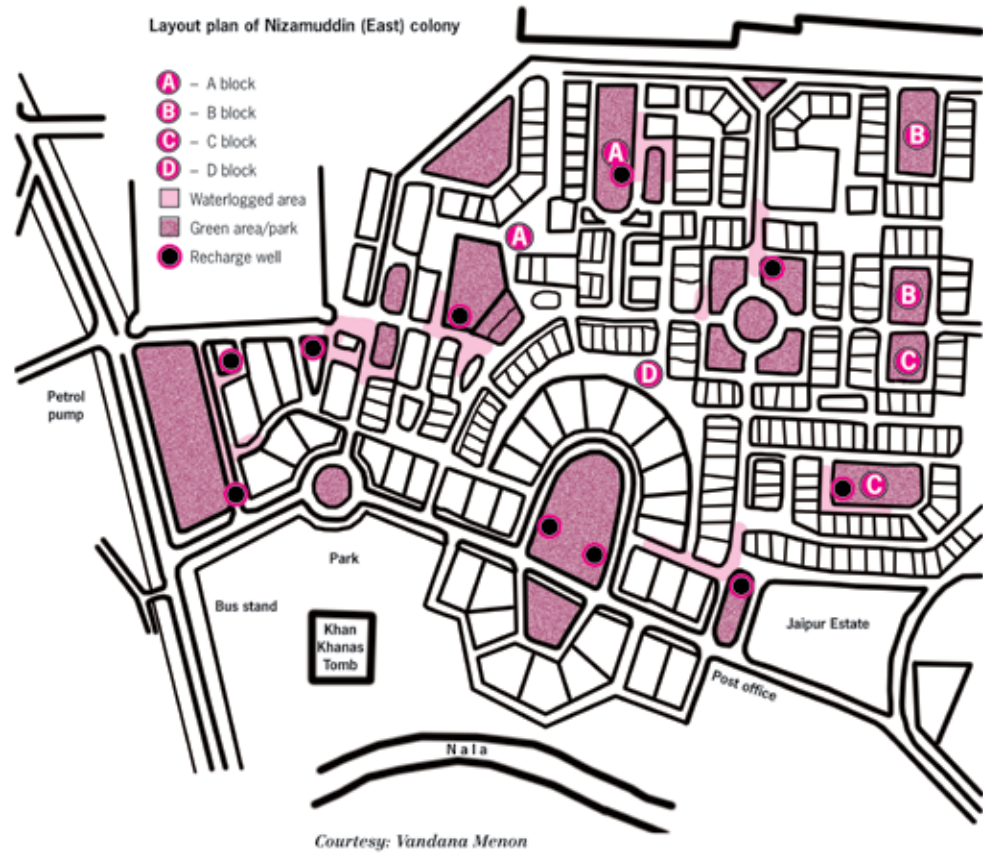 Layout plan of Nizamuddin (East) colony
A – A block
B – B block
C – C block
D – D block
Waterlogged area
Green area/park
Recharge well
A
B
A
B
C
D
C
Petrol
pump
Park
Bus stand
Khan
Khanas
Tomb
Jaipur Estate
Post office
Nala
Courtesy: Vandana Menon